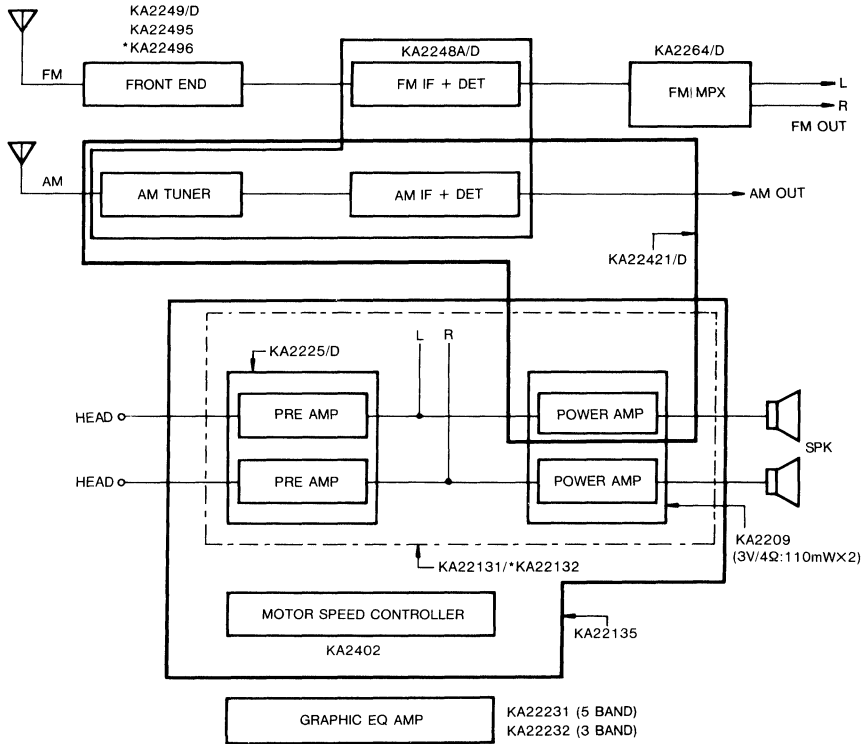 KA2249/D
KA22495
*KA22496
KA2248A/D
KA2264/D
FM
FRONT END
FM IF + DET
FM MPX
L
R
FM OUT
AM
AM TUNER
AM IF + DET
AM OUT
KA22421/D
L
R
KA2225/D
HEAD
PRE AMP
POWER AMP
SPK
HEAD
PRE AMP
POWER AMP
KA2209
(3V/4Ω:110mWX2)
KA22131/*KA22132
MOTOR SPEED CONTROLLER
KA22135
KA2402
GRAPHIC EQ AMP
KA22231 (5 BAND)
KA22232 (3 BAND)